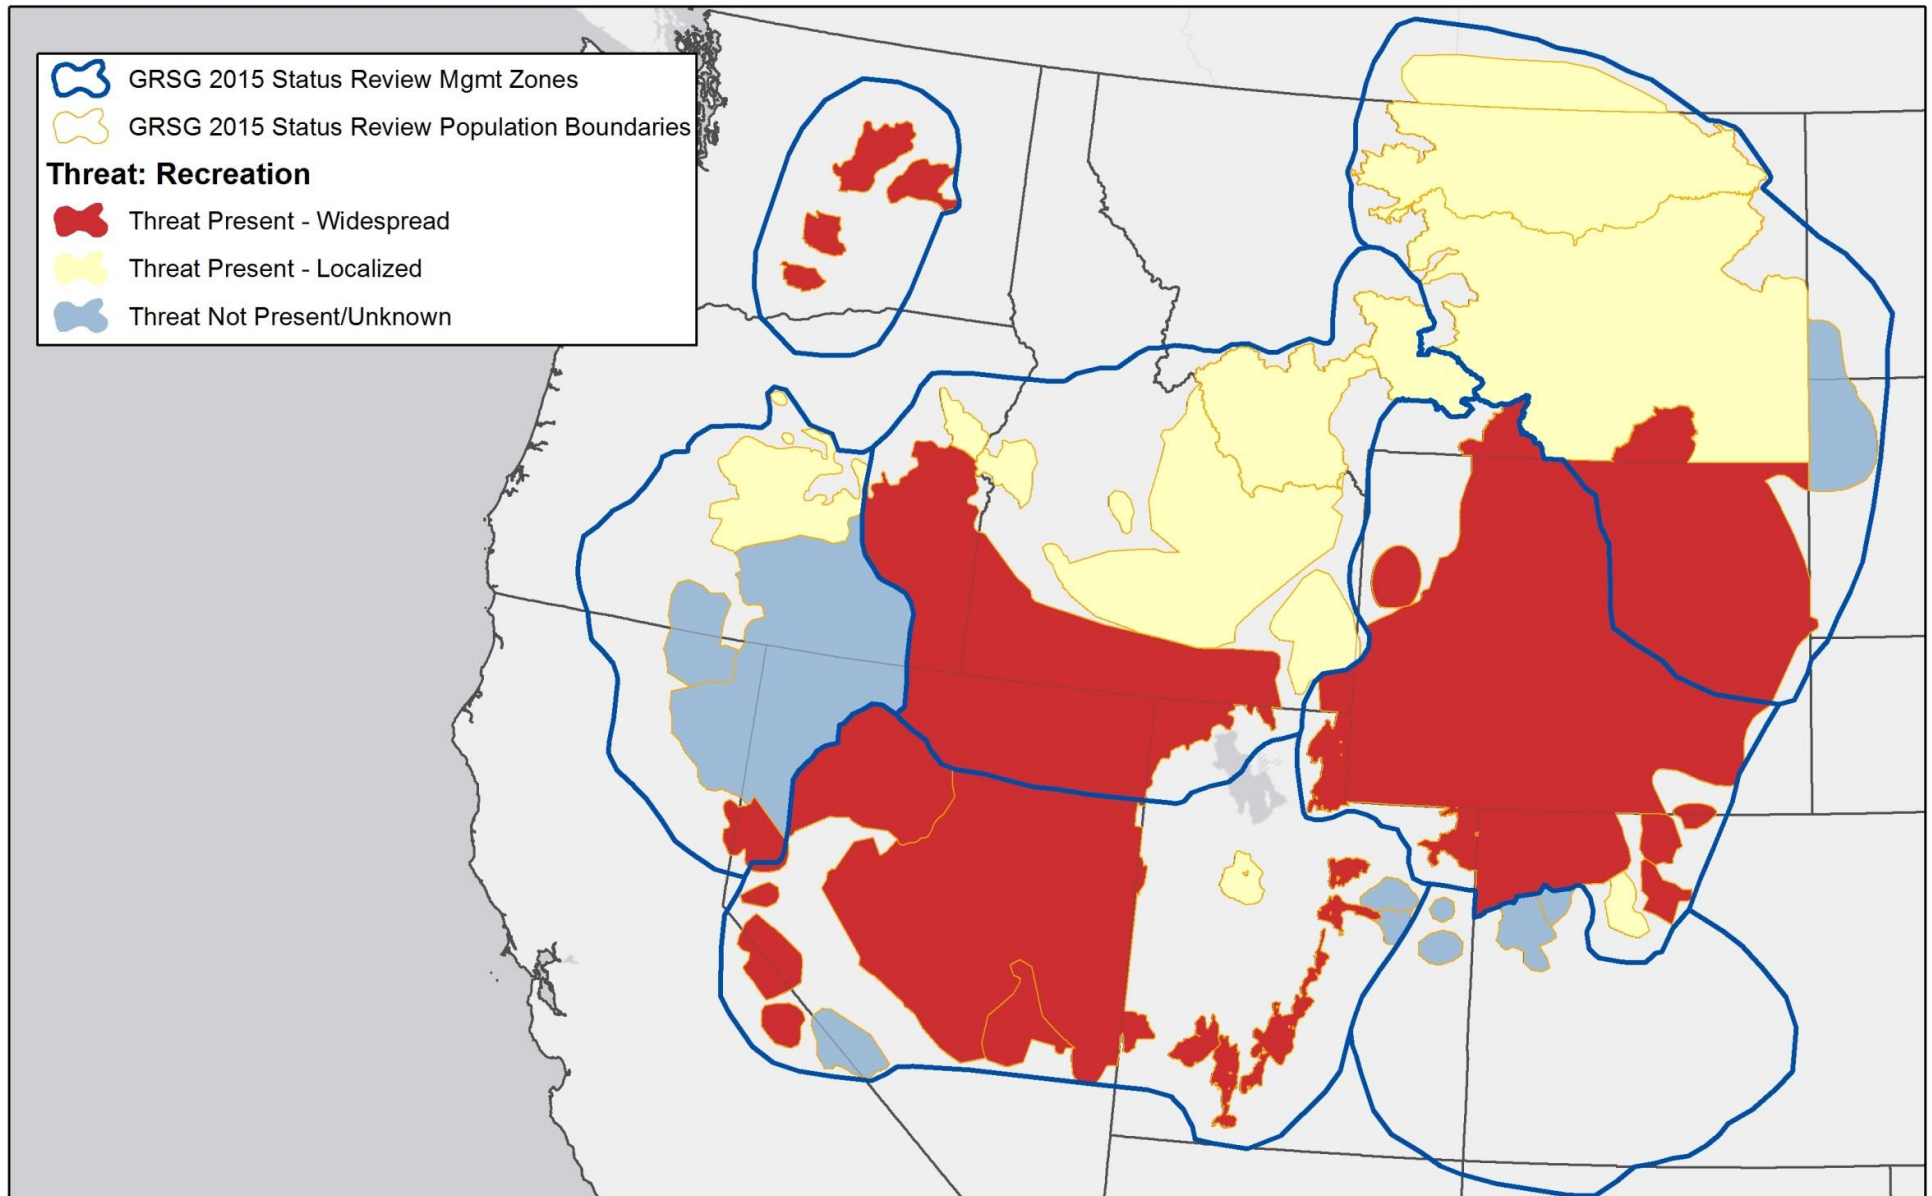 GRSG 2015 Status Review Mgmt Zones
GRSG 2015 Status Review Population Boundaries
Threat: Recreation
Threat Present - Widespread
Threat Present - Localized
Threat Not Present/Unknown